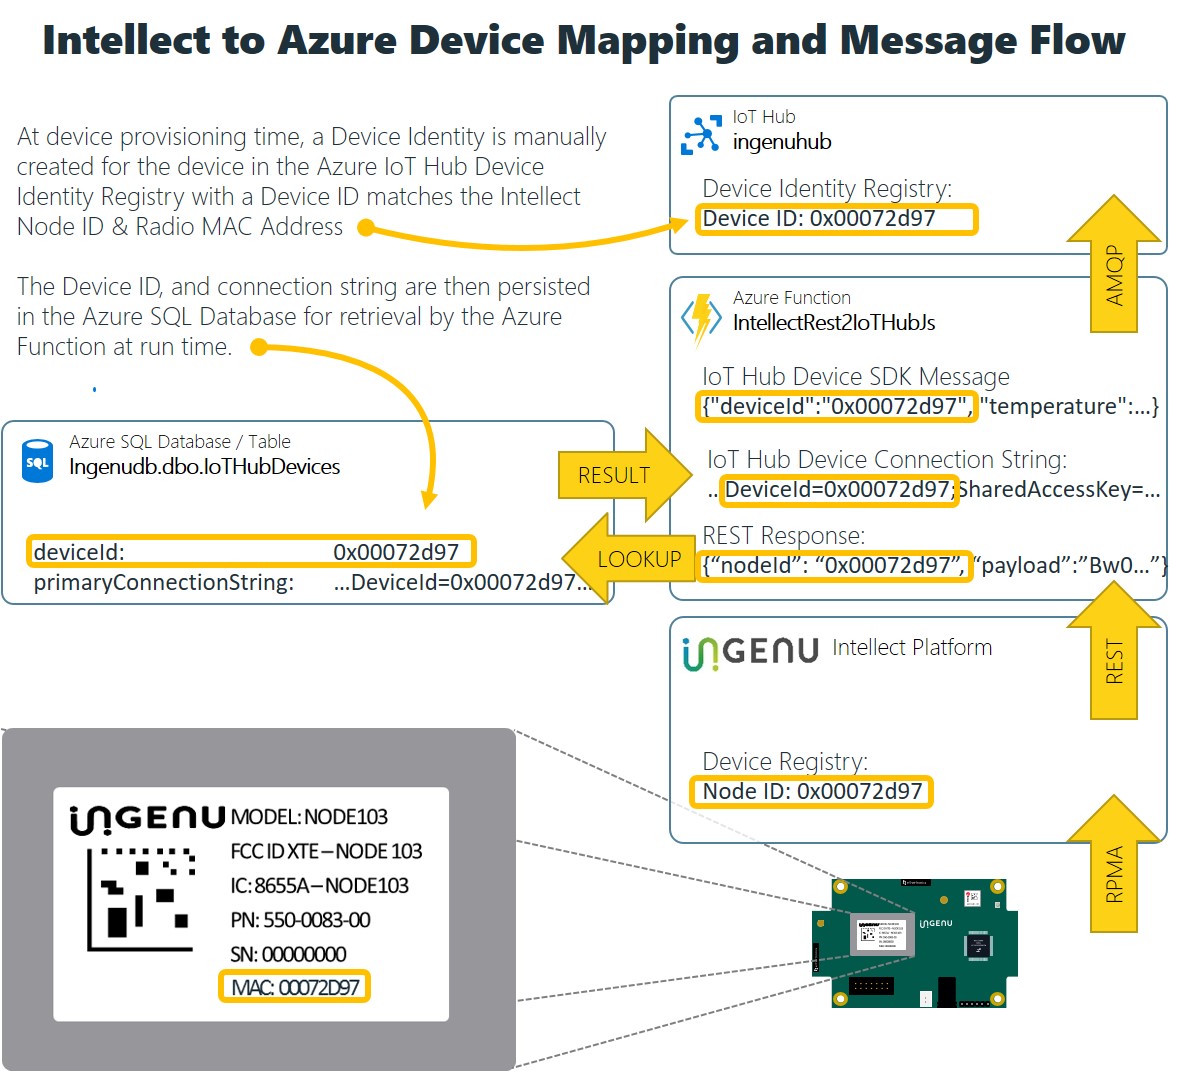 Intellect to Azure Device Mapping and Message Flow
At device provisioning time, a Device Identity is manually
created for the device in the Azure IoT Hub Device
Identity Registry with a Device ID matches the Intellect
Node ID & Radio MAC Address
The Device ID, and connection string are then persisted
in the Azure SQL Database for retrieval by the Azure
Function at run time.
IoT Hub
ingenuhub
Device Identity Registry:
Device ID: 0x00072d97
AMQP
Azure Function
IntellectRest2IoTHubJs
IoT Hub Device SDK Message
{"deviceId":"0x00072d97", "temperature":...}
IoT Hub Device Connection String:
..DeviceId=0x00072d97;SharedAccessKey=...
REST Response:
{“nodeId”: “0x00072d97”, “payload”:”Bw0...”}
RESULT
LOOKUP
Azure SQL Database / Table
SQL
Ingenudb.dbo.IoTHubDevices
deviceId: 0x00072d97
primaryConnectionString: ...DeviceId=0x00072d97...
REST
INGENU Intellect Platform
Device Registry:
Node ID: 0x00072d97
RPMA
INGENU MODEL: NODE103
FCC ID XTE – NODE 103
IC: 8655A – NODE103
PN: 550-0083-00
SN: 00000000
MAC: 00072D97
INGENU